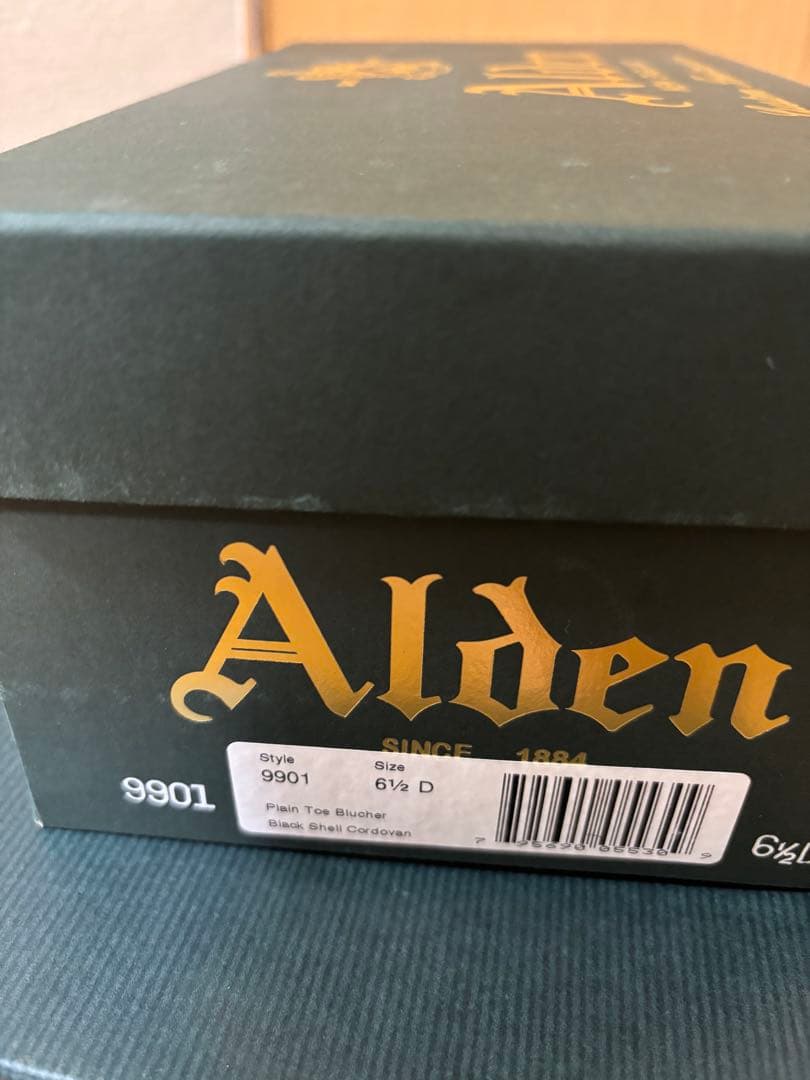 Alden
SINCE 1884
9901
Style
9901
Size
6½ D
Plain Toe Blucher
Black Shell Cordovan
6½D